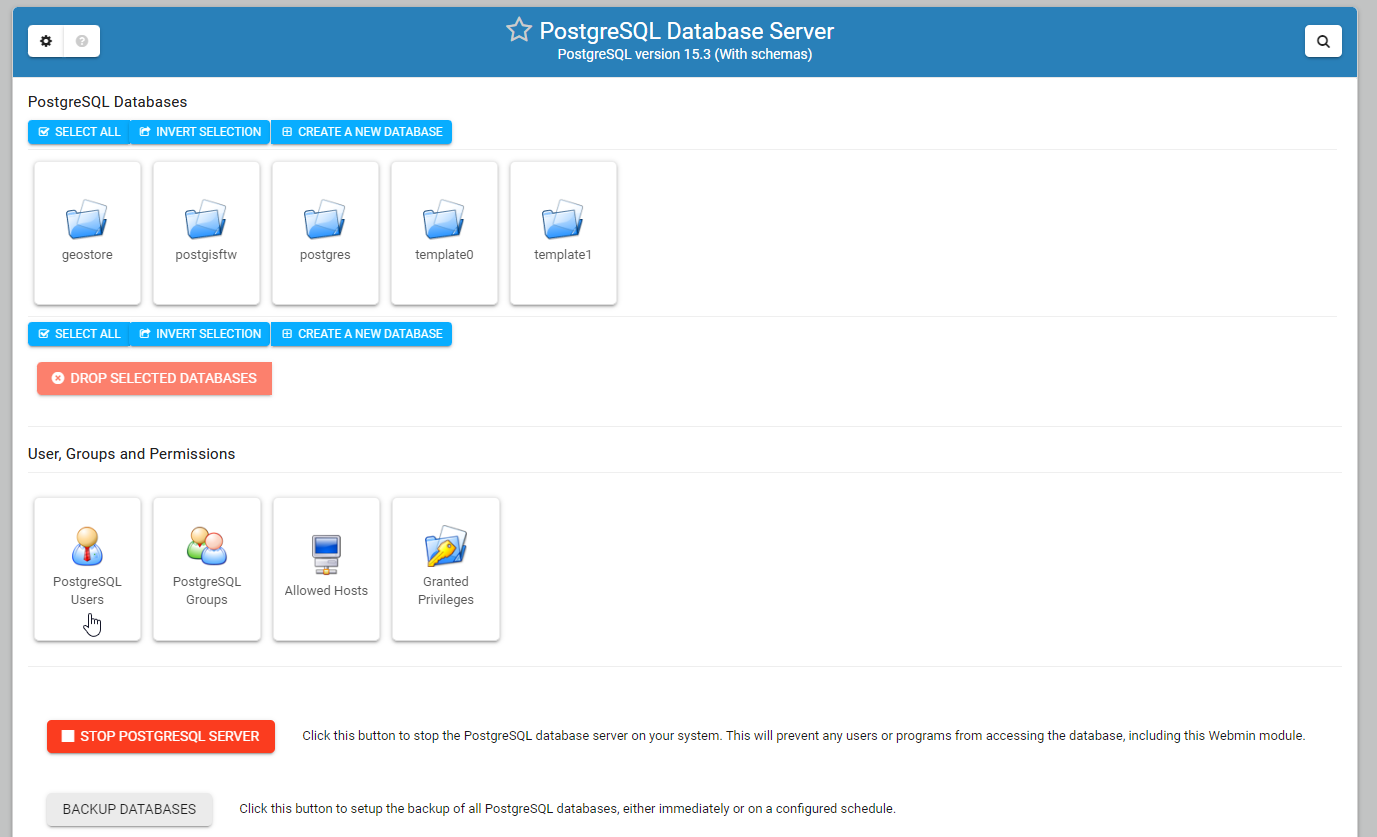 PostgreSQL Database Server
PostgreSQL version 15.3 (With schemas)
PostgreSQL Databases
SELECT ALL INVERT SELECTION CREATE A NEW DATABASE
geostore postgisftw postgres template0 template1
SELECT ALL INVERT SELECTION CREATE A NEW DATABASE
DROP SELECTED DATABASES
User, Groups and Permissions
PostgreSQL Users
PostgreSQL Groups
Allowed Hosts
Granted Privileges
STOP POSTGRESQL SERVER Click this button to stop the PostgreSQL database server on your system. This will prevent any users or programs from accessing the database, including this Webmin module.
BACKUP DATABASES Click this button to setup the backup of all PostgreSQL databases, either immediately or on a configured schedule.